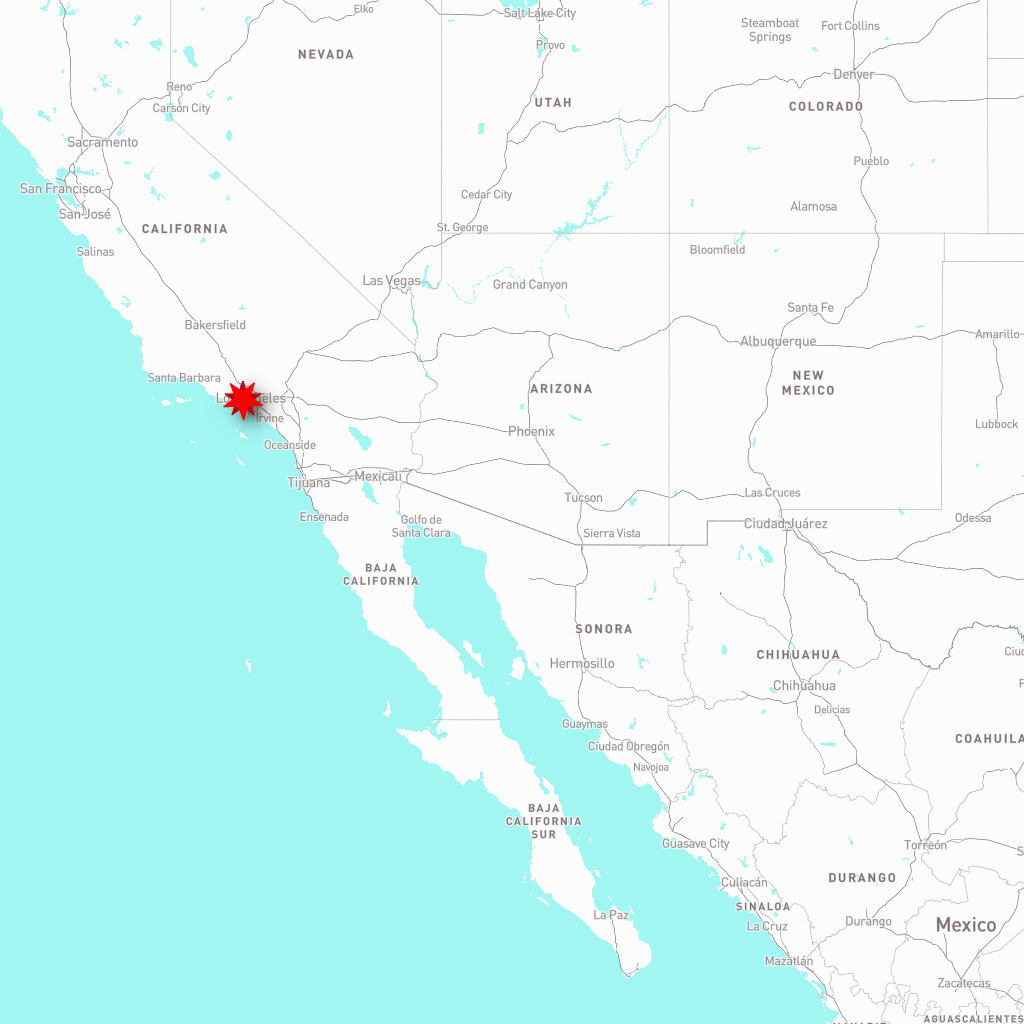 Elko
Salt Lake City
Steamboat
Springs
Fort Collins
NEVADA
Provo
Reno
Denver
Carson City
UTAH
COLORADO
Sacramento
Pueblo
San Francisco
Cedar City
San José
Alamosa
CALIFORNIA
St. George
Salinas
Bloomfield
Las Vegas
Grand Canyon
Santa Fe
Bakersfield
Amarillo
Albuquerque
Santa Barbara
ARIZONA
NEW
MEXICO
Irvine
Lubbock
Phoenix
Oceanside
Mexicali
Tijuana
Tucson
Las Cruces
Ensenada
Golfo de
Santa Clara
Sierra Vista
Ciudad Juárez
Odessa
BAJA
CALIFORNIA
SONORA
CHIHUAHUA
Hermosillo
Chihuahua
Delicias
Guaymas
COAHUILA
Ciudad Obregón
Navojoa
BAJA
CALIFORNIA
SUR
Guasave City
Torreón
Culiacán
DURANGO
SINALOA
La Paz
La Cruz
Durango
Mexico
Mazatlán
Zacatecas
AGUASCALIENTES